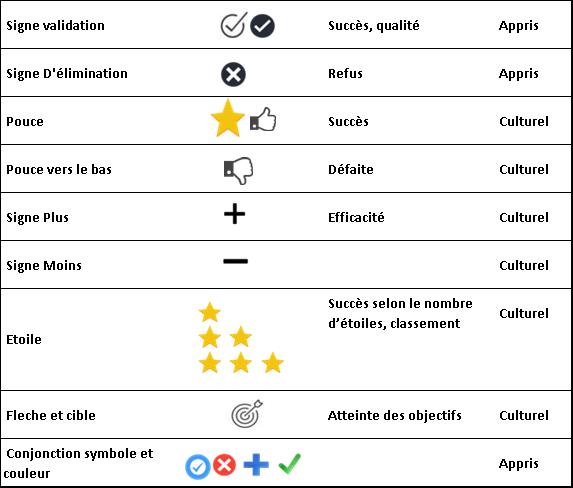 Signe validation Succès, qualité Appris
Signe D'élimination Refus Appris
Pouce Succès Culturel
Pouce vers le bas Défaite Culturel
Signe Plus Efficacité Culturel
Signe Moins Culturel
Etoile Succès selon le nombre
d'étoiles, classement Culturel
Fleche et cible Atteinte des objectifs Culturel
Conjonction symbole et
couleur Appris